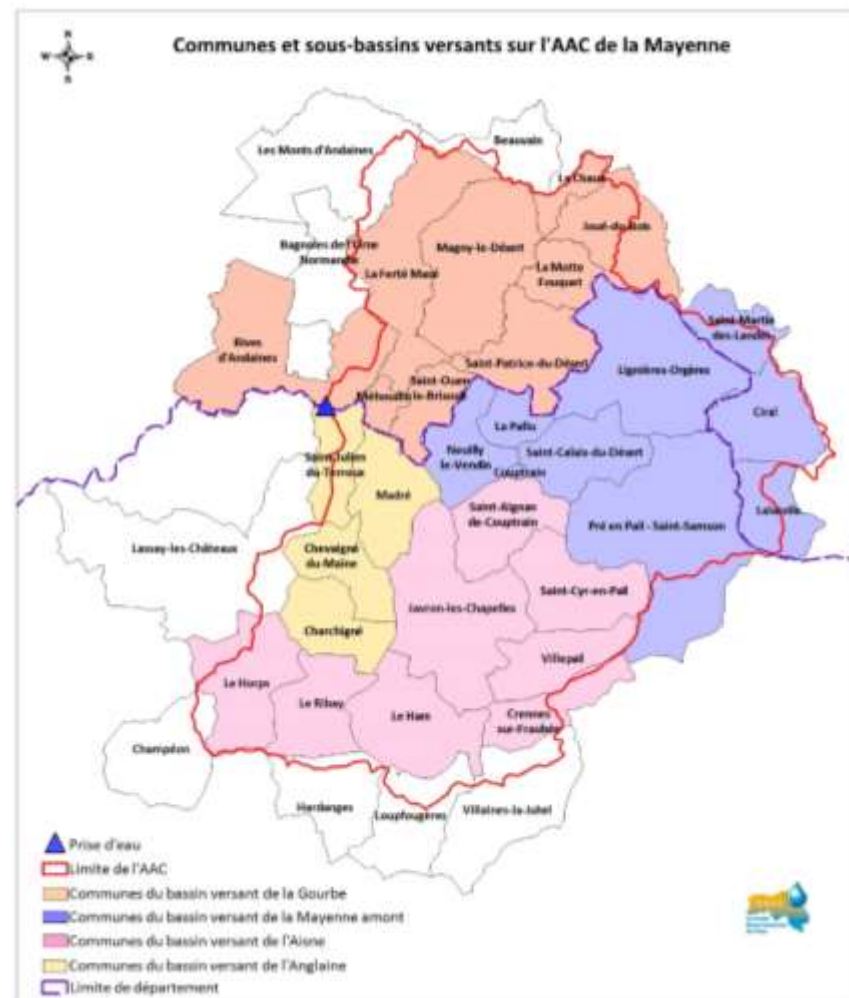 Communes et sous-bassins versants sur l'AAC de la Mayenne
N
W
E
S
Beauvain
Les Monts d'Andaines
La Chaux
Joué-du-Bois
Bagnoles de l'Orne
Normandie
Magny-le-Désert
La Ferté Macé
La Motte
Fouquet
Saint-Martin
des-Landes
Rives
d'Andaines
Saint-Patrice-du-Désert
Lignières-Orgères
Saint-Ouen
le-Brisoult
Méhoudin
Ciral
La Pallu
Neuilly
le-Vendin
Saint-Calais-du-Désert
Saint-Julien
du-Terroux
Couptrain
Madré
Saint-Aignan
de-Couptrain
Lalacelle
Pré en Pail - Saint-Samson
Lassay-les-Châteaux
Chevaigné
du-Maine
Saint-Cyr-en-Pail
Javron-les-Chapelles
Charchigné
Villepail
Le Horps
Le Ribay
Le Ham
Crennes
sur-Fraubée
Champéon
Hardanges
Loupfougères
Villaines-la-Juhel
Prise d'eau
Limite de l'AAC
Communes du bassin versant de la Gourbe
Communes du bassin versant de la Mayenne amont
Communes du bassin versant de l'Aisne
Communes du bassin versant de l'Anglaine
Limite de département